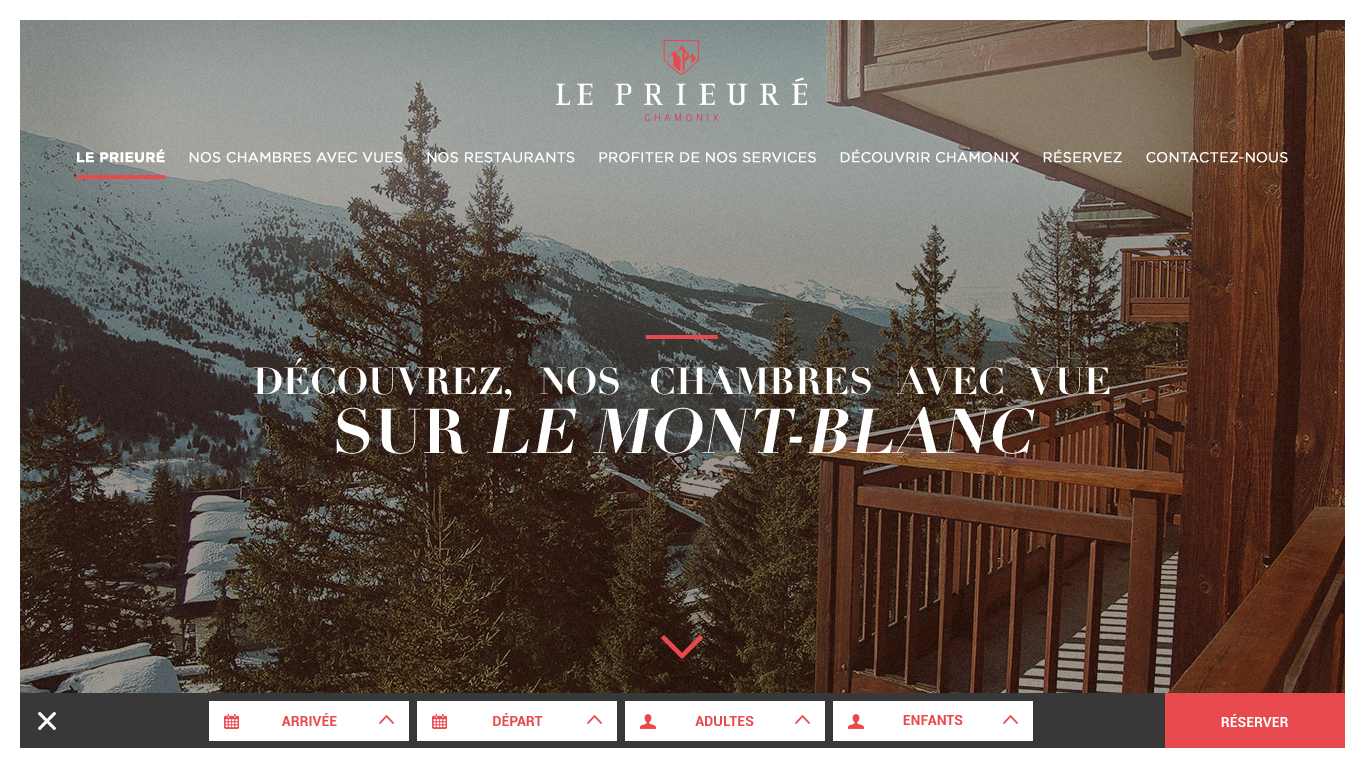 LE PRIEURÉ
CHAMONIX
LE PRIEURÉ NOS CHAMBRES AVEC VUES NOS RESTAURANTS PROFITER DE NOS SERVICES DÉCOUVRIR CHAMONIX RÉSERVEZ CONTACTEZ-NOUS
DÉCOUVREZ, NOS CHAMBRES AVEC VUE
SUR LE MONT-BLANC
ARRIVÉE DÉPART ADULTES ENFANTS RÉSERVER